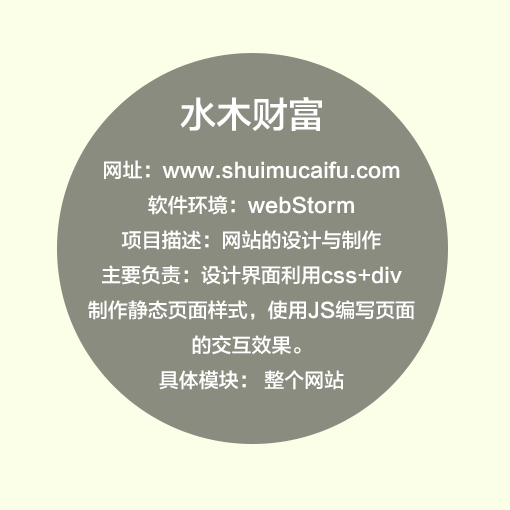 水木财富
网址：www.shuimucaifu.com
软件环境：webStorm
项目描述：网站的设计与制作
主要负责：设计界面利用css+div
制作静态页面样式，使用JS编写页面
的交互效果。
具体模块： 整个网站